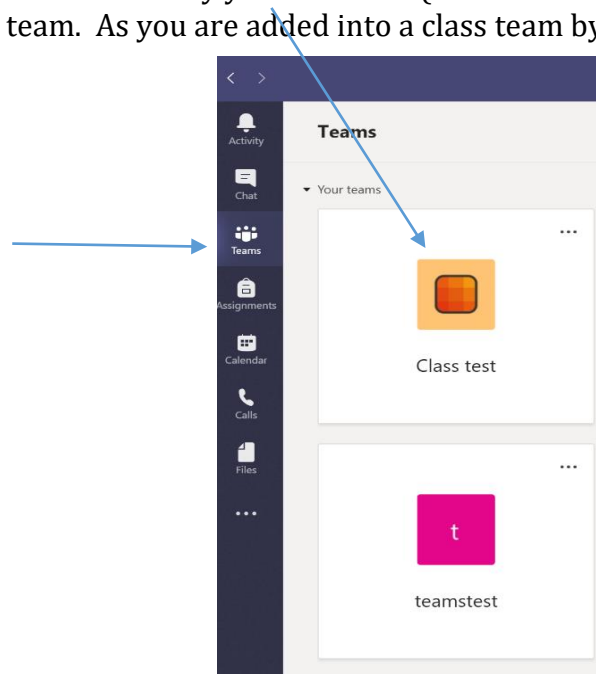 team. As you are added into a class team by
Activity
Teams
Chat
Your teams
Teams
Assignments
Calendar
Class test
Calls
Files
t
teamstest